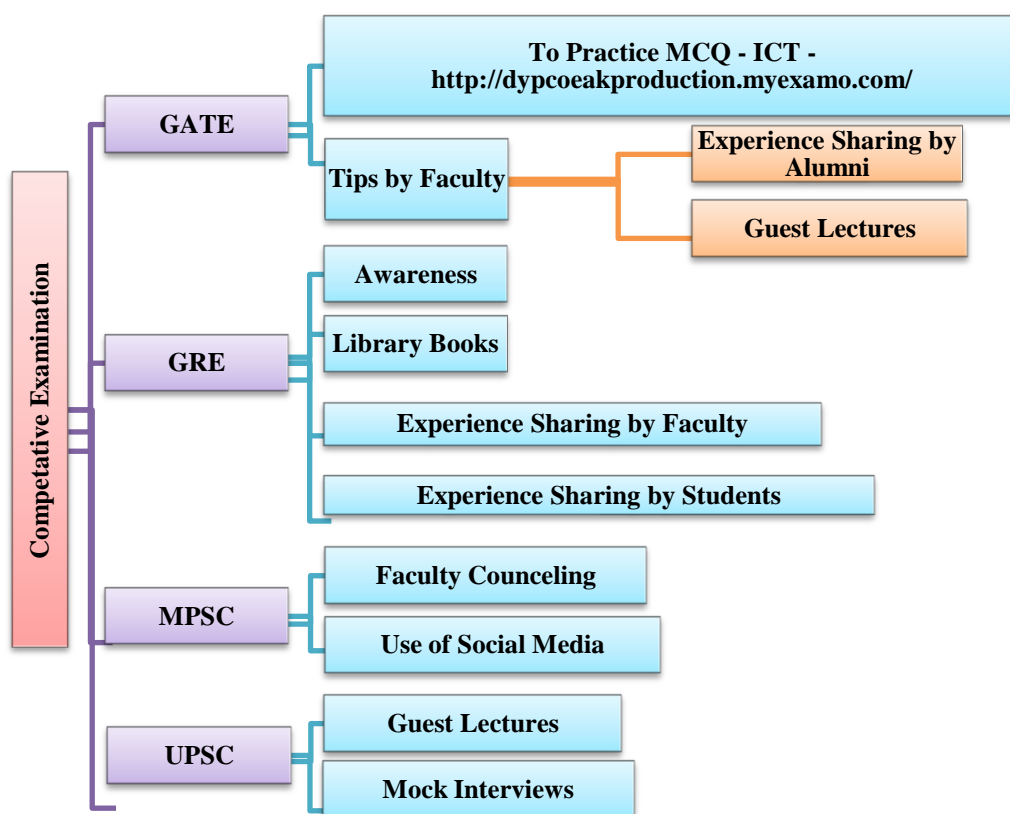 Competative Examination
GATE
To Practice MCQ - ICT -
http://dypcoeakproduction.myexamo.com/
Tips by Faculty
Experience Sharing by
Alumni
Guest Lectures
GRE
Awareness
Library Books
Experience Sharing by Faculty
Experience Sharing by Students
MPSC
Faculty Counceling
Use of Social Media
UPSC
Guest Lectures
Mock Interviews